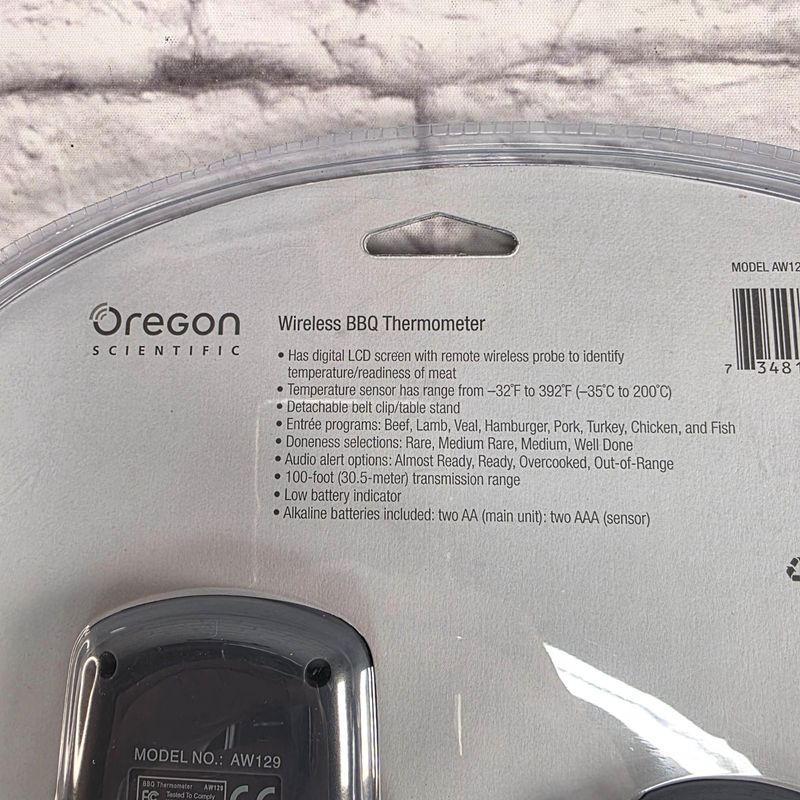 MODEL AW12
Oregon
SCIENTIFIC
7 3481
Wireless BBQ Thermometer
• Has digital LCD screen with remote wireless probe to identify
temperature/readiness of meat
• Temperature sensor has range from –32˚F to 392˚F (–35˚C to 200˚C)
• Detachable belt clip/table stand
• Entrée programs: Beef, Lamb, Veal, Hamburger, Pork, Turkey, Chicken, and Fish
• Doneness selections: Rare, Medium Rare, Medium, Well Done
• Audio alert options: Almost Ready, Ready, Overcooked, Out-of-Range
• 100-foot (30.5-meter) transmission range
• Low battery indicator
• Alkaline batteries included: two AA (main unit): two AAA (sensor)
MODEL NO.: AW129
BBQ Thermometer AW129
FC Tested To Comply CE